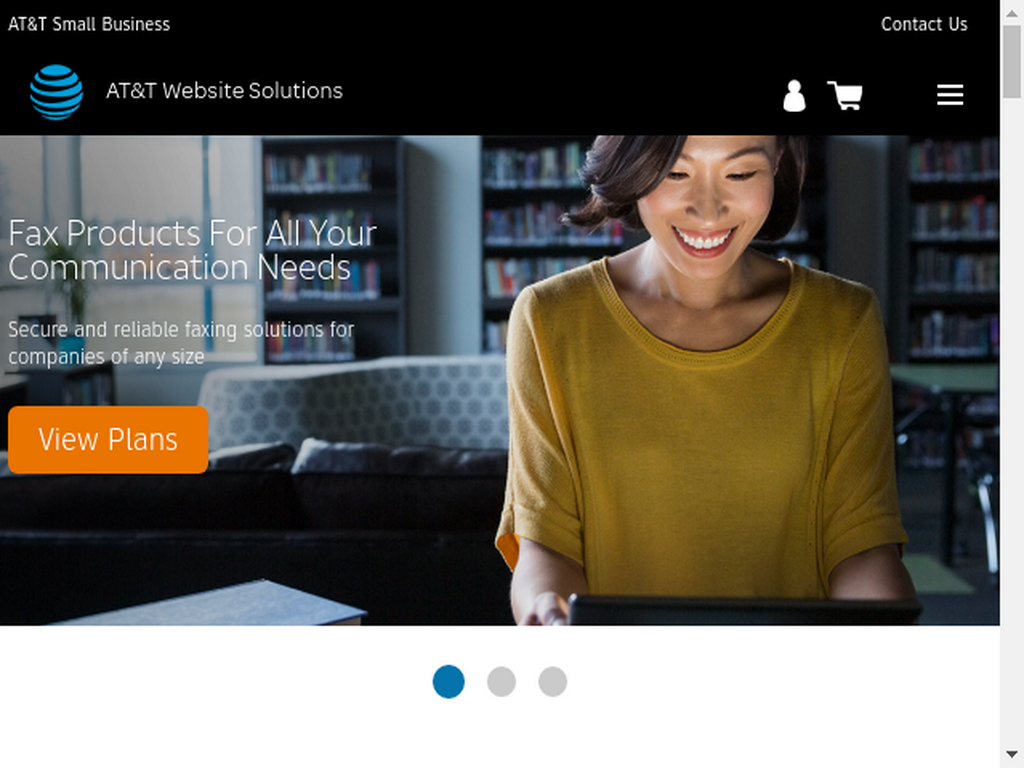 AT&T Small Business
Contact Us
AT&T Website Solutions
Fax Products For All Your
Communication Needs
Secure and reliable faxing solutions for
companies of any size
View Plans